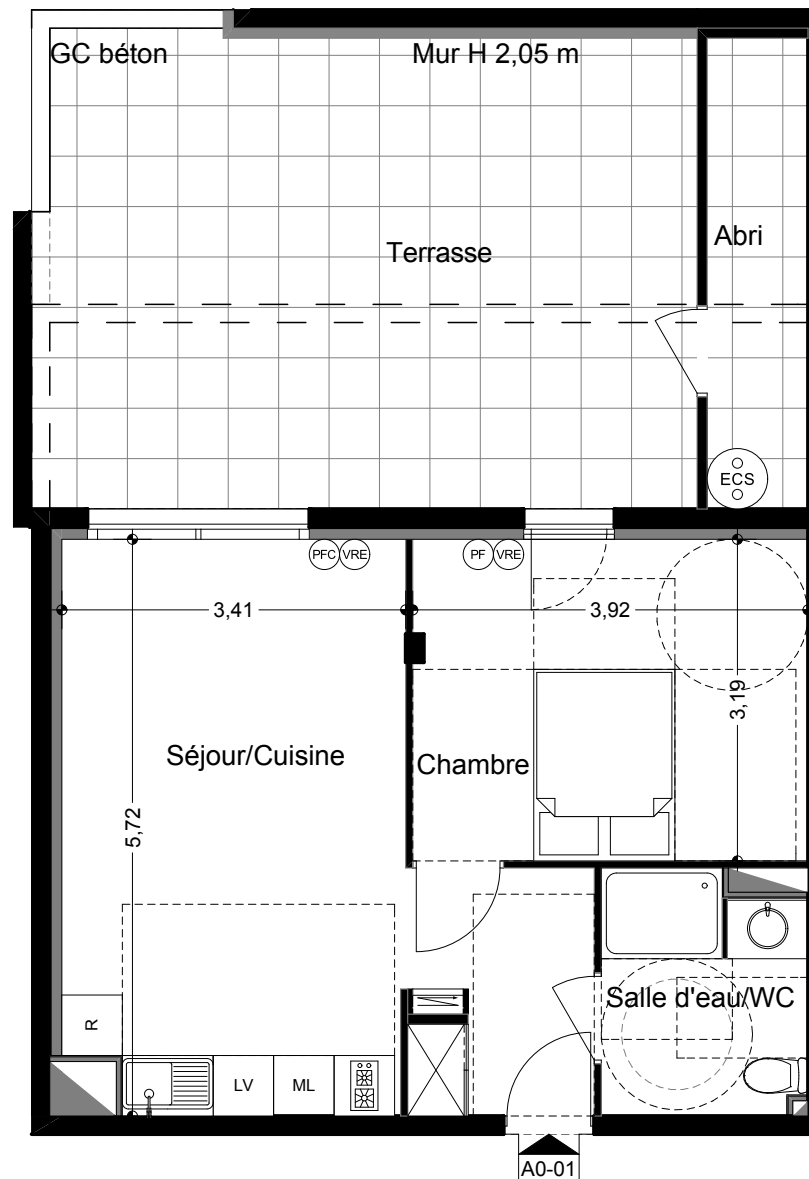 GC béton
Mur H 2,05 m
Abri
Terrasse
ECS
PFC
VRE
PF
VRE
3,41
3,92
3,19
Séjour/Cuisine
Chambre
5,72
Salle d'eau/WC
R
LV
ML
A0-01